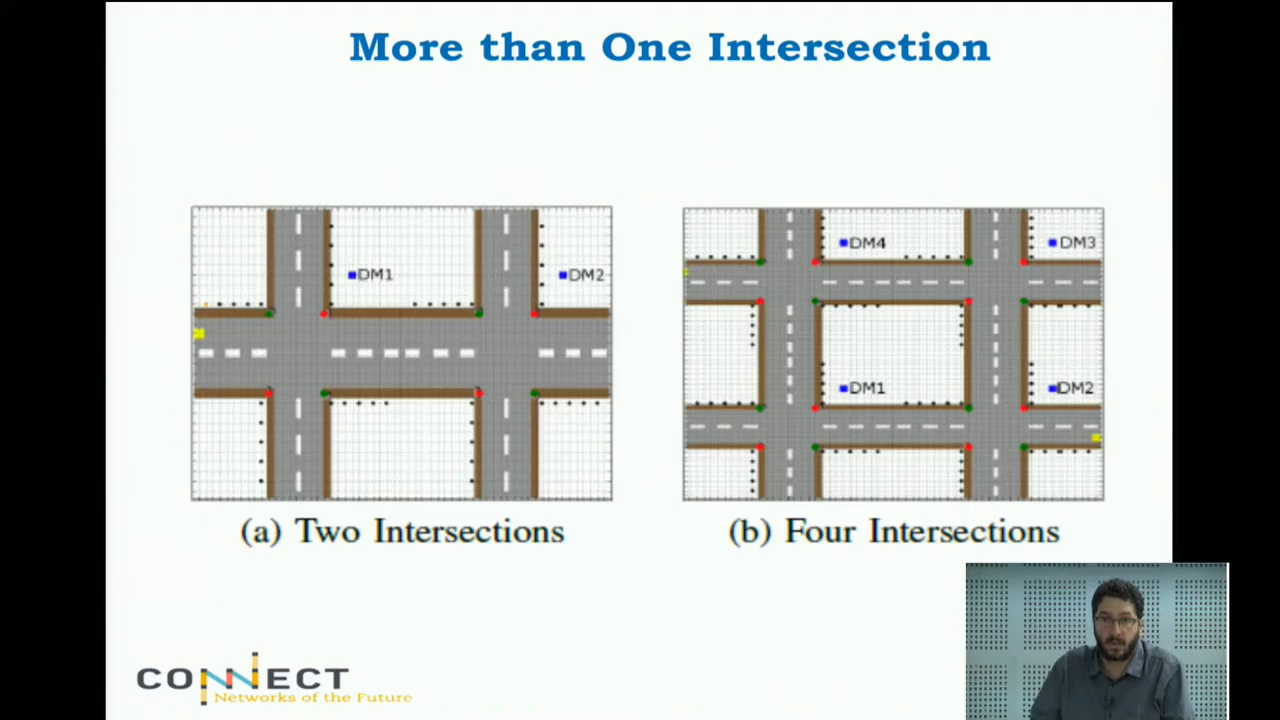 More than One Intersection
DM1
DM2
DM4
DM3
DM1
DM2
(a) Two Intersections
(b) Four Intersections
CONNECT
Networks of the Future